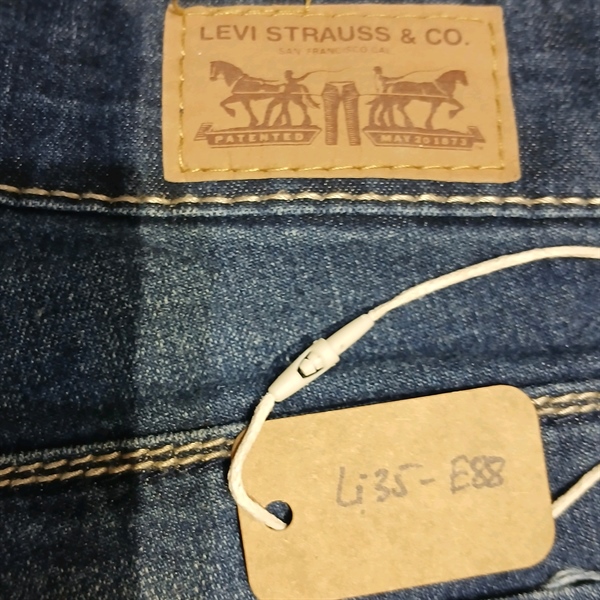 LEVI STRAUSS & CO.
SAN FRANCISCO CAL
PATENTED MAY 20 1873
Li35-E88